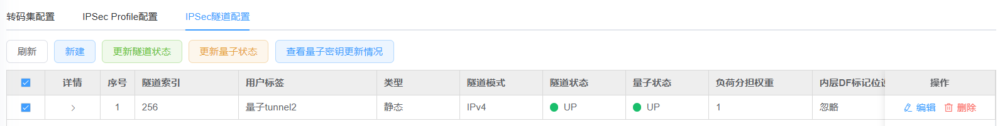 转码集配置 IPSec Profile配置 IPSec隧道配置
刷新 新建 更新隧道状态 更新量子状态 查看量子密钥更新情况
详情 序号 隧道索引 用户标签 类型 隧道模式 隧道状态 量子状态 负荷分担权重 内层DF标记位 操作
1 256 量子tunnel2 静态 IPv4 UP UP 1 忽略 编辑 删除